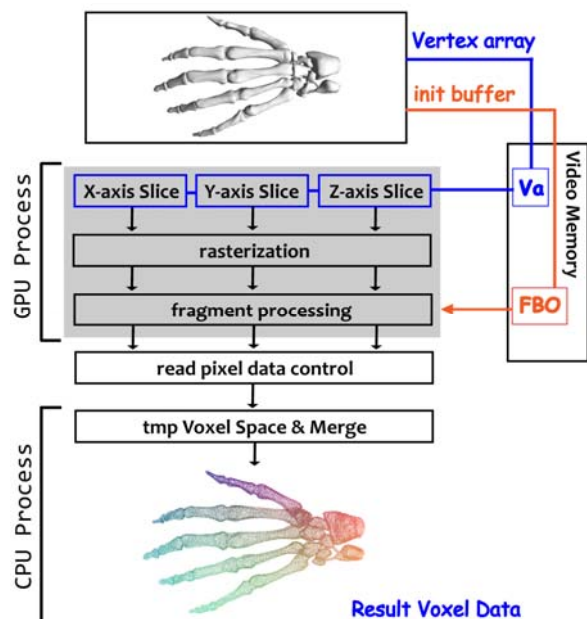 Vertex array
init buffer
Video Memory
Va
FBO
GPU Process
X-axis Slice
Y-axis Slice
Z-axis Slice
rasterization
fragment processing
read pixel data control
CPU Process
tmp Voxel Space & Merge
Result Voxel Data